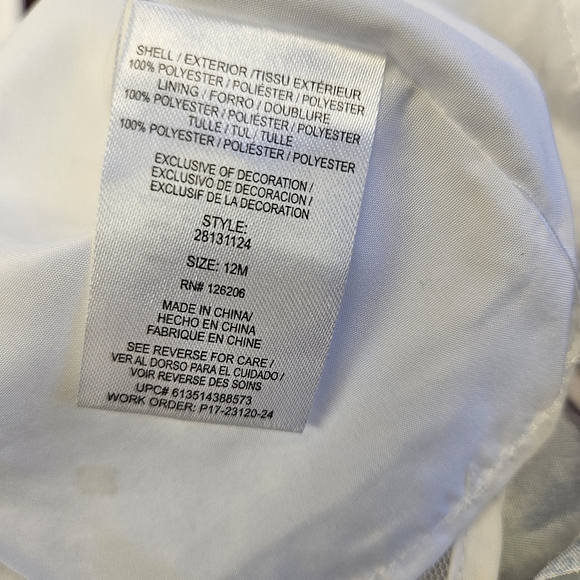 SHELL / EXTERIOR /TISSU EXTÉRIEUR
100% POLYESTER / POLIÉSTER / POLYESTER
LINING / FORRO / DOUBLURE
100% POLYESTER / POLIÉSTER / POLYESTER
TULLE / TUL / TULLE
100% POLYESTER / POLIÉSTER / POLYESTER
EXCLUSIVE OF DECORATION /
EXCLUSIVO DE DECORACION /
EXCLUSIF DE LA DECORATION
STYLE:
28131124
SIZE: 12M
RN# 126206
MADE IN CHINA/
HECHO EN CHINA
FABRIQUE EN CHINE
SEE REVERSE FOR CARE /
VER AL DORSO PARA EL CUIDADO /
VOIR REVERSE DES SOINS
UPC# 613514388573
WORK ORDER: P17-23120-24